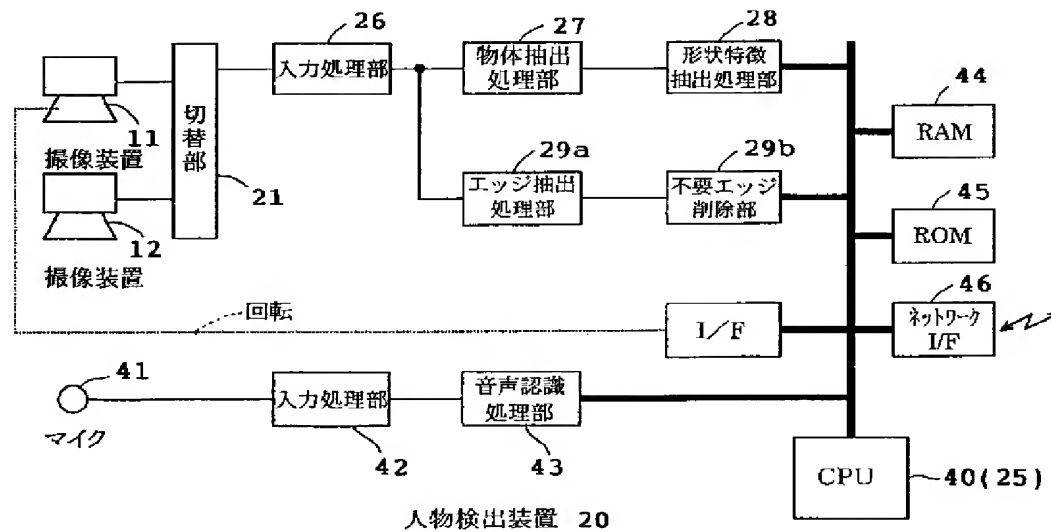 26
27
28
入力処理部
物体抽出
処理部
形状特徴
抽出処理部
44
RAM
11
撮像装置
切替部
21
29a
エッジ抽出
処理部
29b
不要エッジ
削除部
45
ROM
12
撮像装置
回転
I/F
46
ネットワーク
I/F
41
マイク
入力処理部
42
音声認識
処理部
43
CPU
40(25)
人物検出装置 20